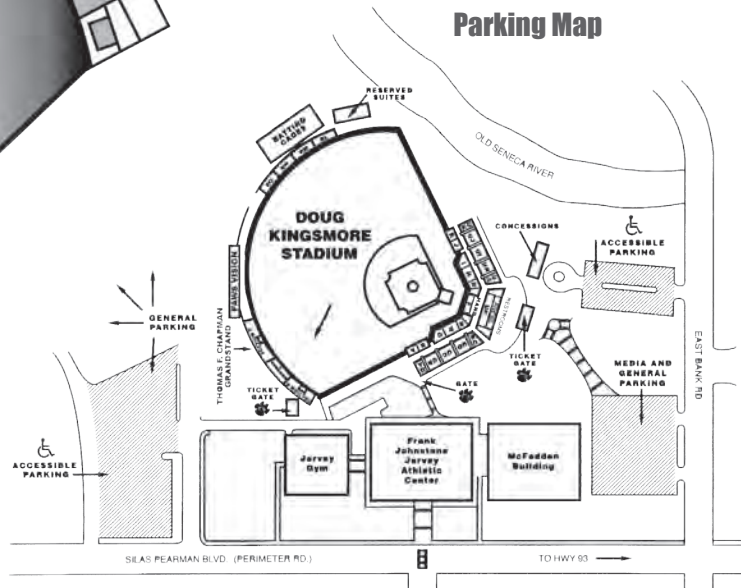 Parking Map
RESERVED
SUITES
BATTING
CAGES
OLD SENECA RIVER
DOUG
KINGSMORE
STADIUM
CONCESSIONS
ACCESSIBLE
PARKING
PAWS VISION
GENERAL
PARKING
THOMAS F. CHAPMAN
GRANDSTAND
RESTROOMS
TICKET
GATE
EAST BANK RD
MEDIA AND
GENERAL
PARKING
TICKET
GATE
GATE
ACCESSIBLE
PARKING
Jervey
Gym
Frank
Johnstone
Jervey
Athletic
Center
McFadden
Building
SILAS PEARMAN BLVD. (PERIMETER RD.)
TO HWY 93